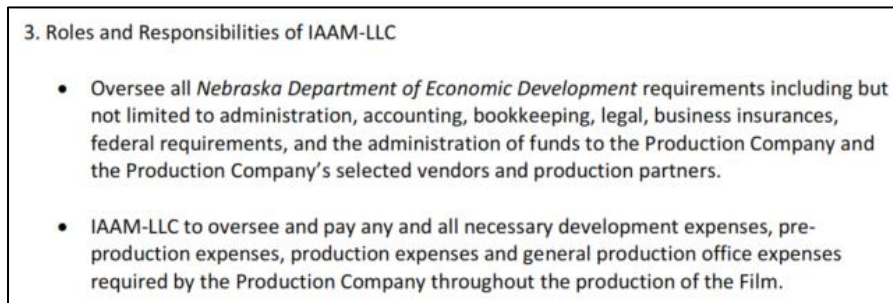 3. Roles and Responsibilities of IAAM-LLC
• Oversee all Nebraska Department of Economic Development requirements including but
not limited to administration, accounting, bookkeeping, legal, business insurances,
federal requirements, and the administration of funds to the Production Company and
the Production Company's selected vendors and production partners.
• IAAM-LLC to oversee and pay any and all necessary development expenses, pre-
production expenses, production expenses and general production office expenses
required by the Production Company throughout the production of the Film.